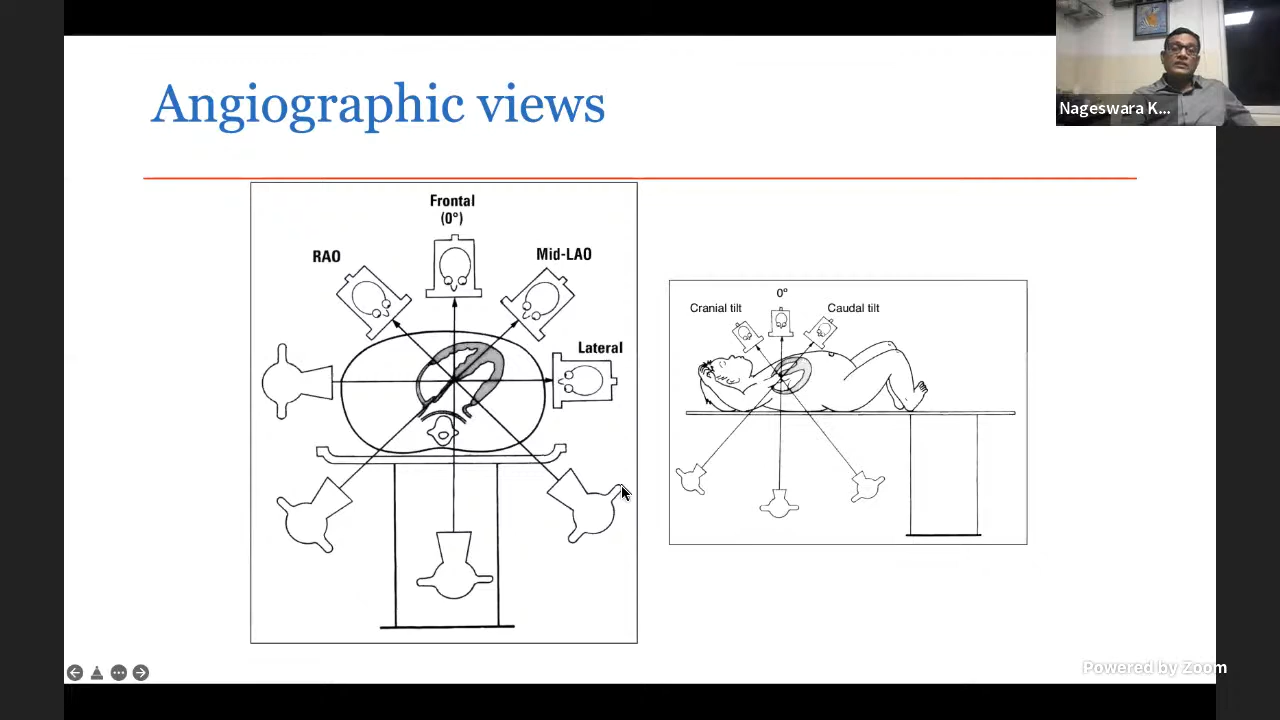 Angiographic views
Nageswara K...
Frontal
(0°)
RAO
Mid-LAO
Lateral
0°
Cranial tilt
Caudal tilt
Powered by Zoom